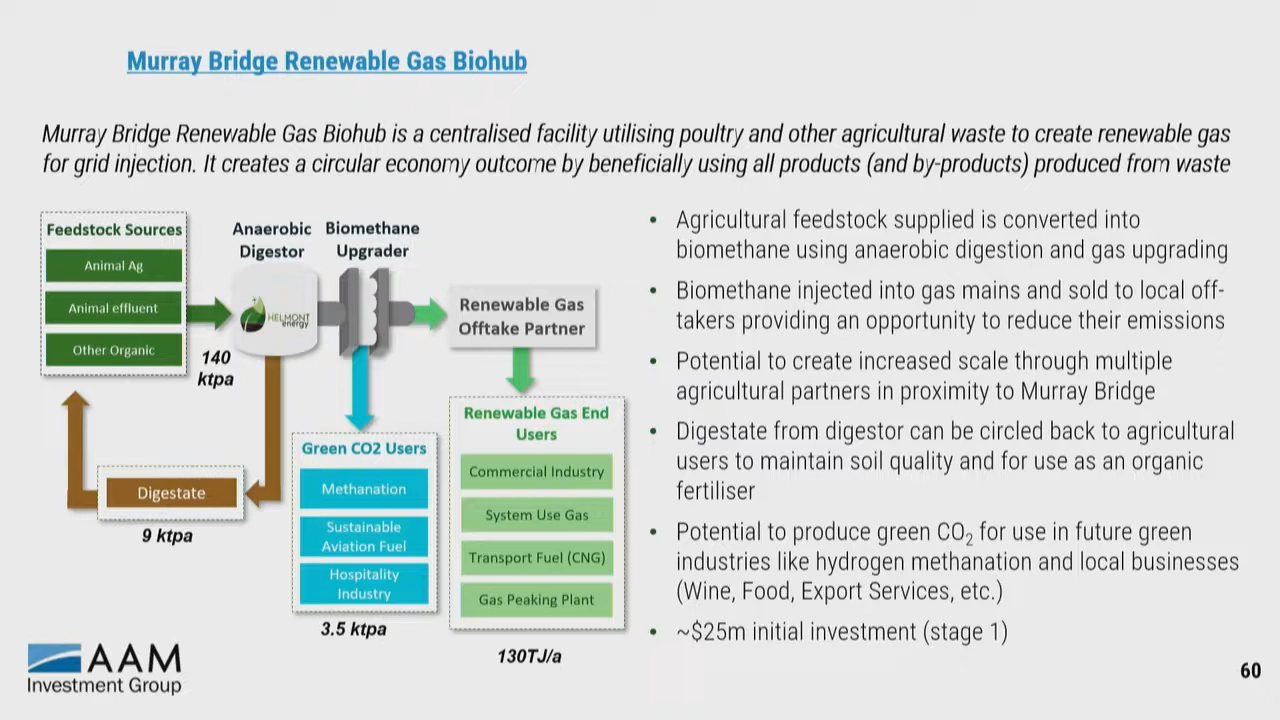 Murray Bridge Renewable Gas Biohub
Murray Bridge Renewable Gas Biohub is a centralised facility utilising poultry and other agricultural waste to create renewable gas
for grid injection. It creates a circular economy outcome by beneficially using all products (and by-products) produced from waste
Feedstock Sources
Animal Ag
Animal effluent
Other Organic
140
ktpa
Anaerobic
Digestor
HELMONT
energy
Biomethane
Upgrader
Renewable Gas
Offtake Partner
Digestate
9 ktpa
Green CO2 Users
Methanation
Sustainable
Aviation Fuel
Hospitality
Industry
3.5 ktpa
Renewable Gas End
Users
Commercial Industry
System Use Gas
Transport Fuel (CNG)
Gas Peaking Plant
130TJ/a
• Agricultural feedstock supplied is converted into
biomethane using anaerobic digestion and gas upgrading
• Biomethane injected into gas mains and sold to local off-
takers providing an opportunity to reduce their emissions
• Potential to create increased scale through multiple
agricultural partners in proximity to Murray Bridge
• Digestate from digestor can be circled back to agricultural
users to maintain soil quality and for use as an organic
fertiliser
• Potential to produce green CO₂ for use in future green
industries like hydrogen methanation and local businesses
(Wine, Food, Export Services, etc.)
• ~$25m initial investment (stage 1)
AAM
Investment Group
60